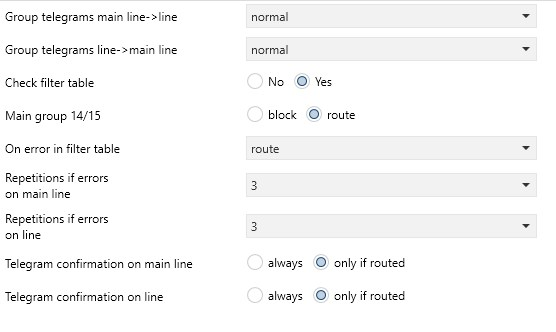 Group telegrams main line->line normal
Group telegrams line->main line normal
Check filter table No Yes
Main group 14/15 block route
On error in filter table route
Repetitions if errors
on main line 3
Repetitions if errors
on line 3
Telegram confirmation on main line always only if routed
Telegram confirmation on line always only if routed